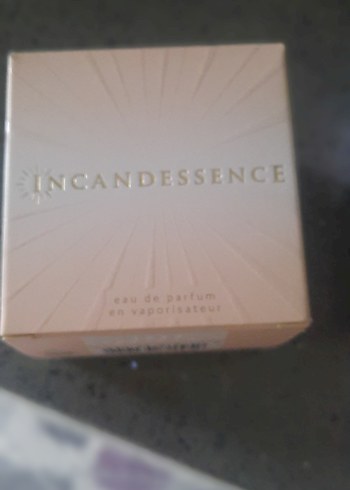 INCANDESSENCE
eau de parfum
en vaporisateur